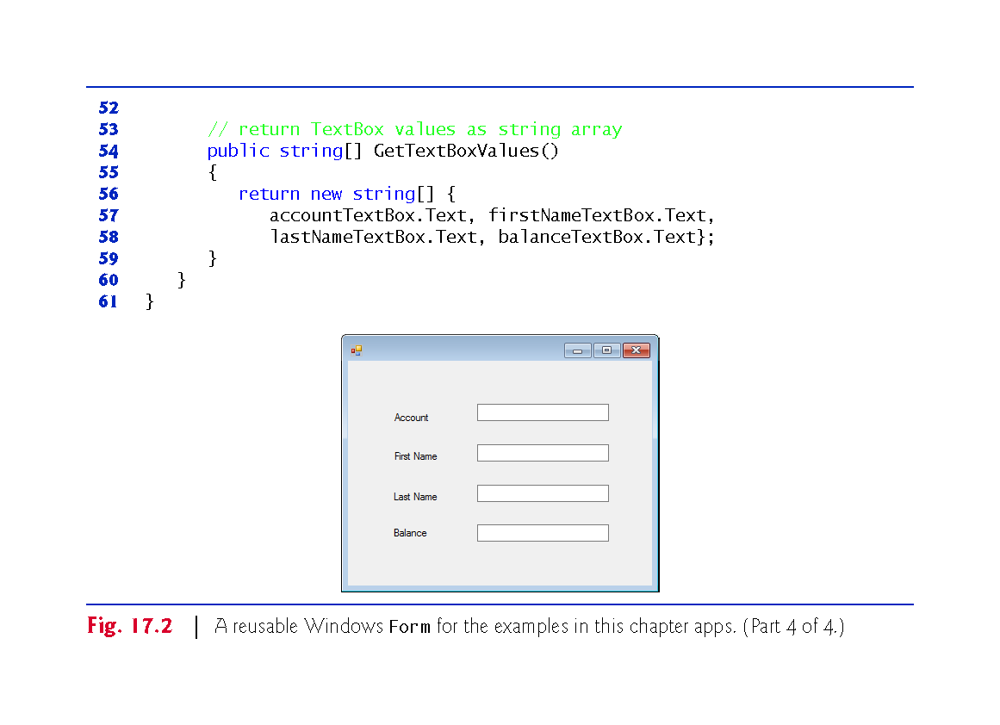 52
53 // return TextBox values as string array
54 public string[] GetTextBoxValues()
55 {
56 return new string[] {
57 accountTextBox.Text, firstNameTextBox.Text,
58 lastNameTextBox.Text, balanceTextBox.Text};
59 }
60 }
61 }
Account
First Name
Last Name
Balance
Fig. 17.2 | A reusable Windows Form for the examples in this chapter apps. (Part 4 of 4.)